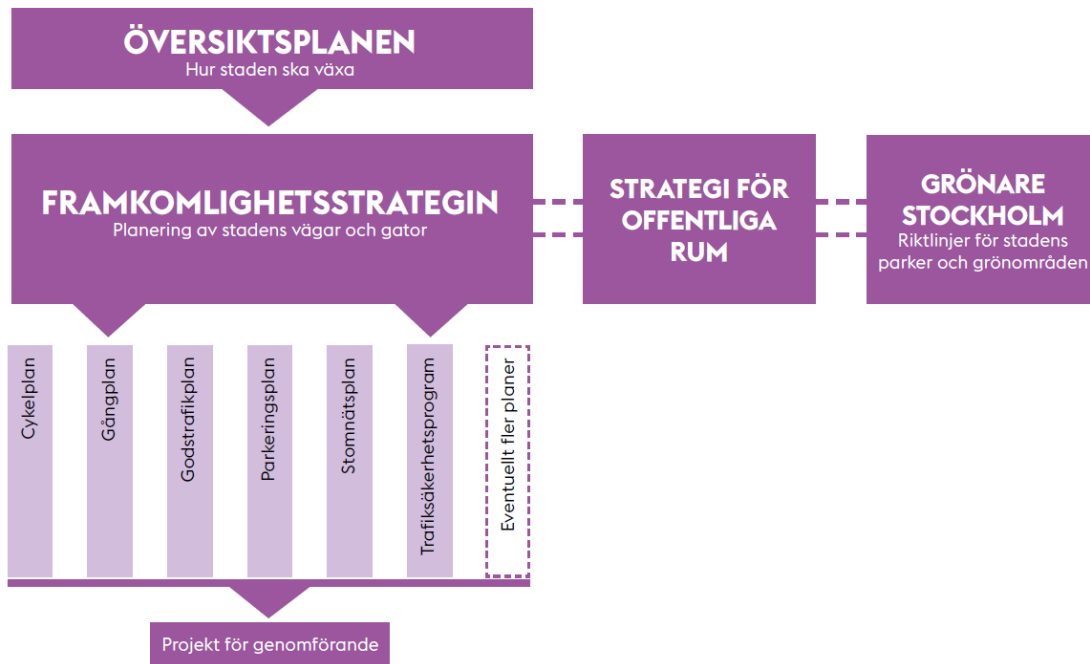 ÖVERSIKTSPLANEN
Hur staden ska växa
FRAMKOMLIGHETSSTRATEGIN
Planering av stadens vägar och gator
STRATEGI FÖR
OFFENTLIGA
RUM
GRÖNARE
STOCKHOLM
Riktlinjer för stadens
parker och grönområden
Cykelplan
Gångplan
Godstrafikplan
Parkeringsplan
Stomnätsplan
Trafiksäkerhetsprogram
Eventuellt fler planer
Projekt för genomförande